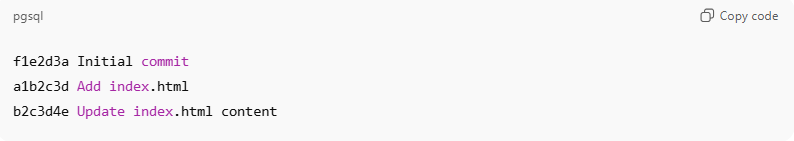 pgsql
Copy code
f1e2d3a Initial commit
a1b2c3d Add index.html
b2c3d4e Update index.html content